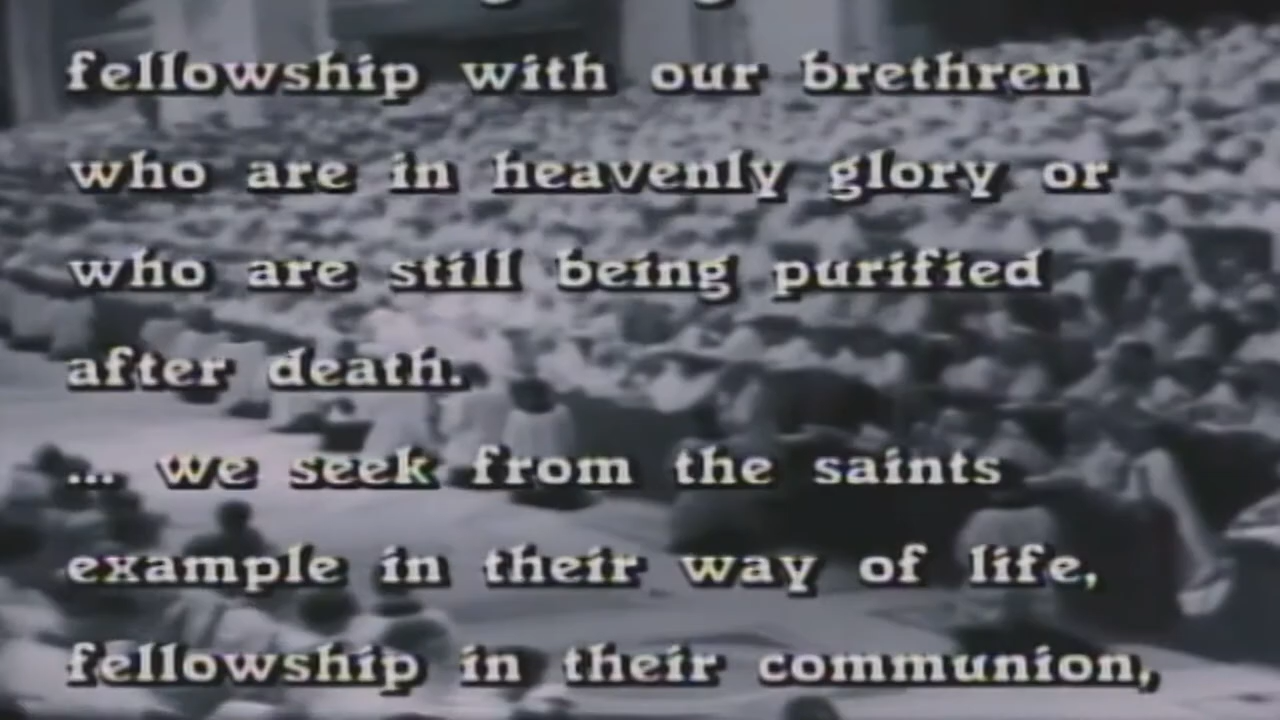 fellowship with our brethren
who are in heavenly glory or
who are still being purified
after death.
... we seek from the saints
example in their way of life,
fellowship in their communion,